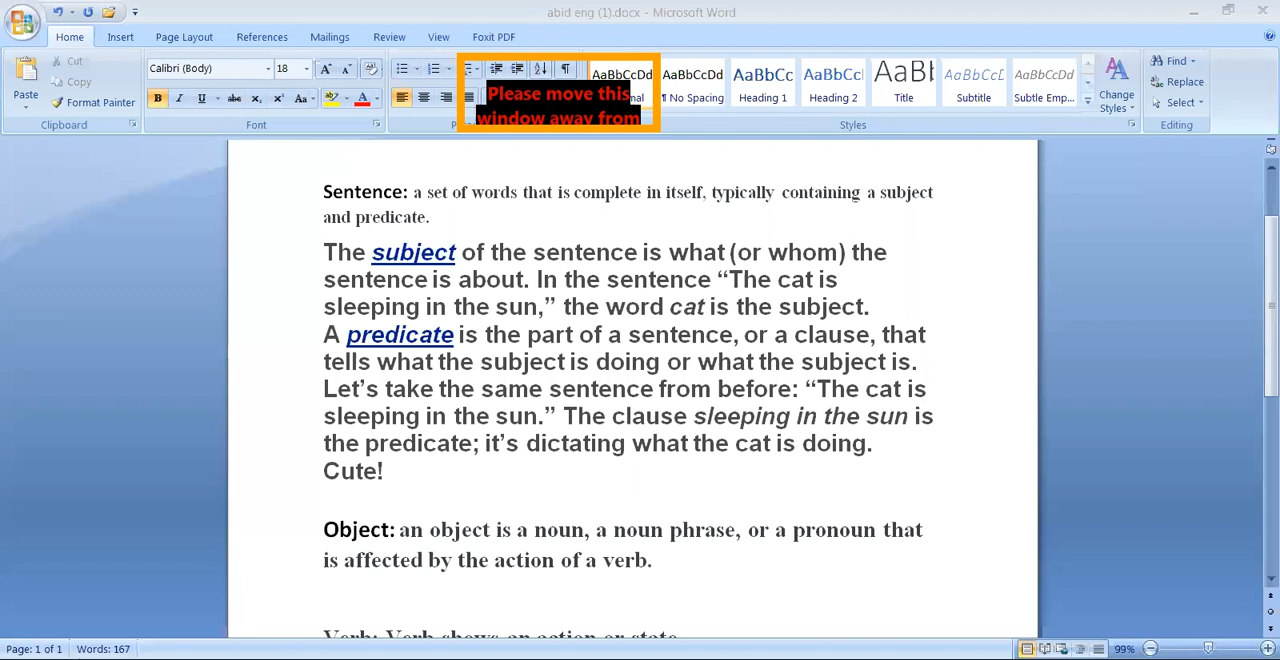 abid eng (1).docx - Microsoft Word
Home Insert Page Layout References Mailings Review View Foxit PDF
Paste
Cut
Copy
Format Painter
Clipboard
Calibri (Body) 18
Font
Please move this
window away from
AaBbCcDd AaBbCcDd AaBbCc AaBbCc AaBb AaBbCcD AaBbCcDd
¶ No Spacing Heading 1 Heading 2 Title Subtitle Subtle Emp...
Change
Styles
Styles
Find
Replace
Select
Editing
Sentence: a set of words that is complete in itself, typically containing a subject
and predicate.
The subject of the sentence is what (or whom) the
sentence is about. In the sentence “The cat is
sleeping in the sun,” the word cat is the subject.
A predicate is the part of a sentence, or a clause, that
tells what the subject is doing or what the subject is.
Let’s take the same sentence from before: “The cat is
sleeping in the sun.” The clause sleeping in the sun is
the predicate; it’s dictating what the cat is doing.
Cute!
Object: an object is a noun, a noun phrase, or a pronoun that
is affected by the action of a verb.
Verb: Verb shows an action or state
Page: 1 of 1 Words: 167 99%